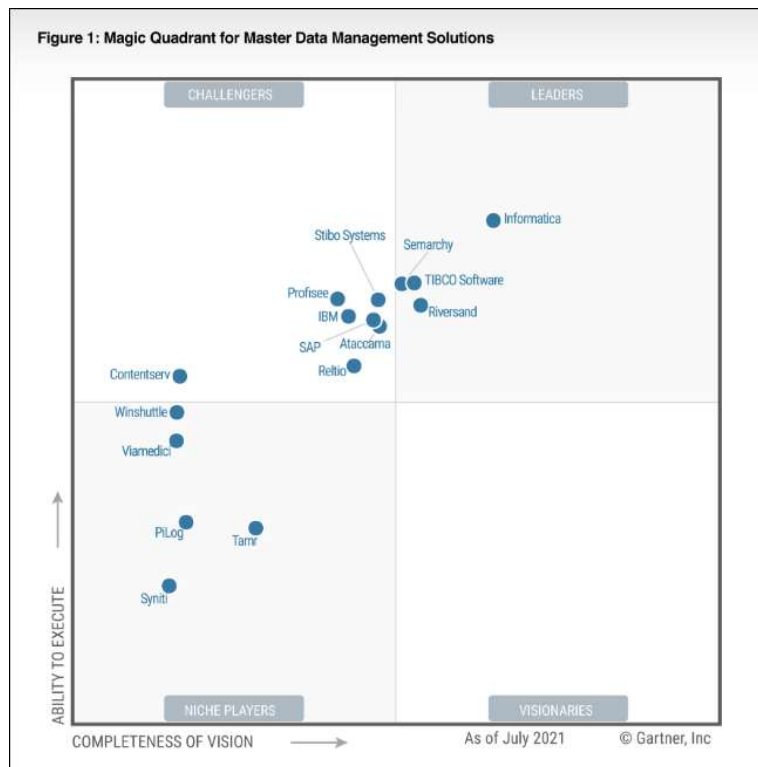 Figure 1: Magic Quadrant for Master Data Management Solutions
CHALLENGERS
LEADERS
Informatica
Stibo Systems
Semarchy
TIBCO Software
Profisee
IBM
Riversand
SAP
Ataccama
Reltio
Contentserv
Winshuttle
Viamedici
PiLog
Tamr
Syniti
ABILITY TO EXECUTE
NICHE PLAYERS
VISIONARIES
COMPLETENESS OF VISION
As of July 2021
© Gartner, Inc